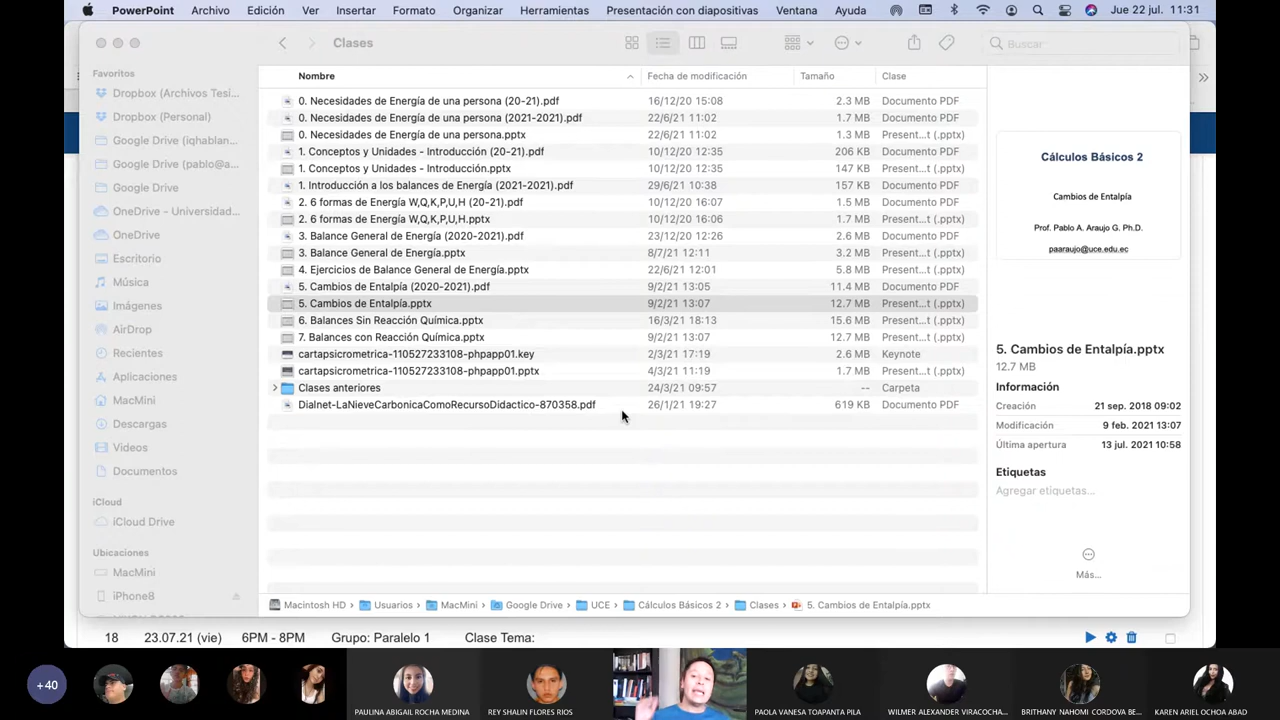 PowerPoint Archivo Edición Ver Insertar Formato Organizar Herramientas Presentación con diapositivas Ventana Ayuda Jue 22 jul. 11:31
Clases
Buscar
Favoritos
Dropbox (Archivos Tesi...
Dropbox (Personal)
Google Drive (iqhablan...
Google Drive (pablo@a...
Google Drive
OneDrive – Universidad...
OneDrive
Escritorio
Música
Imágenes
AirDrop
Recientes
Aplicaciones
MacMini
Descargas
Videos
Documentos
iCloud
iCloud Drive
Ubicaciones
MacMini
iPhone8
Nombre Fecha de modificación Tamaño Clase
0. Necesidades de Energía de una persona (20-21).pdf 16/12/20 15:08 2.3 MB Documento PDF
0. Necesidades de Energía de una persona (2021-2021).pdf 22/6/21 11:02 1.7 MB Documento PDF
0. Necesidades de Energía de una persona.pptx 22/6/21 11:02 1.3 MB Present...t (.pptx)
1. Conceptos y Unidades - Introducción (20-21).pdf 10/12/20 12:35 206 KB Documento PDF
1. Conceptos y Unidades - Introducción.pptx 10/12/20 12:35 147 KB Present...t (.pptx)
1. Introducción a los balances de Energía (2021-2021).pdf 29/6/21 10:38 157 KB Documento PDF
2. 6 formas de Energía W,Q,K,P,U,H (20-21).pdf 10/12/20 16:07 1.5 MB Documento PDF
2. 6 formas de Energía W,Q,K,P,U,H.pptx 10/12/20 16:06 1.7 MB Present...t (.pptx)
3. Balance General de Energía (2020-2021).pdf 23/12/20 12:26 2.6 MB Documento PDF
3. Balance General de Energía.pptx 8/7/21 12:11 3.2 MB Present...t (.pptx)
4. Ejercicios de Balance General de Energía.pptx 22/6/21 12:01 5.8 MB Present...t (.pptx)
5. Cambios de Entalpía (2020-2021).pdf 9/2/21 13:05 11.4 MB Documento PDF
5. Cambios de Entalpía.pptx 9/2/21 13:07 12.7 MB Present...t (.pptx)
6. Balances Sin Reacción Química.pptx 16/3/21 18:13 15.6 MB Present...t (.pptx)
7. Balances con Reacción Química.pptx 9/2/21 13:07 12.7 MB Present...t (.pptx)
cartapsicrometrica-110527233108-phpapp01.key 2/3/21 17:19 2.6 MB Keynote
cartapsicrometrica-110527233108-phpapp01.pptx 4/3/21 11:19 1.7 MB Present...t (.pptx)
Clases anteriores 24/3/21 09:57 -- Carpeta
Dialnet-LaNieveCarbonicaComoRecursoDidactico-870358.pdf 26/1/21 19:27 619 KB Documento PDF
Cálculos Básicos 2
Cambios de Entalpía
Prof. Pablo A. Araujo G. Ph.D.
paaraujo@uce.edu.ec
5. Cambios de Entalpía.pptx
12.7 MB
Información
Creación 21 sep. 2018 09:02
Modificación 9 feb. 2021 13:07
Última apertura 13 jul. 2021 10:58
Etiquetas
Agregar etiquetas...
Más...
Macintosh HD › Usuarios › MacMini › Google Drive › UCE › Cálculos Básicos 2 › Clases › 5. Cambios de Entalpía.pptx
18 23.07.21 (vie) 6PM - 8PM Grupo: Paralelo 1 Clase Tema:
+40
PAULINA ABIGAIL ROCHA MEDINA
REY SHALIN FLORES RIOS
PAOLA VANESA TOAPANTA PILA
WILMER ALEXANDER VIRACOCHA...
BRITHANY NAHOMI CORDOVA BE...
KAREN ARIEL OCHOA ABAD